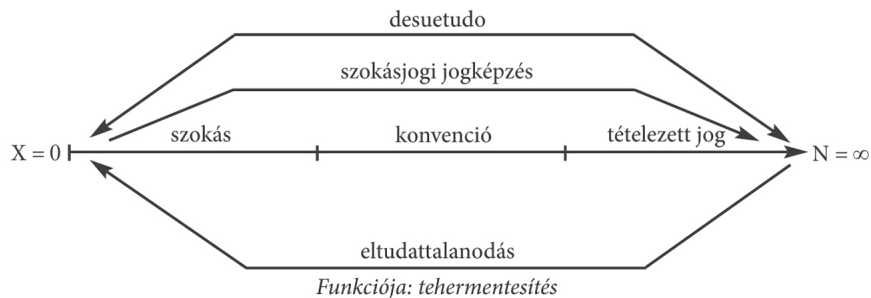 desuetudo
szokásjogi jogképzés
szokás konvenció tételezett jog
X = 0 N = ∞
eltudattalanodás
Funkciója: tehermentesítés